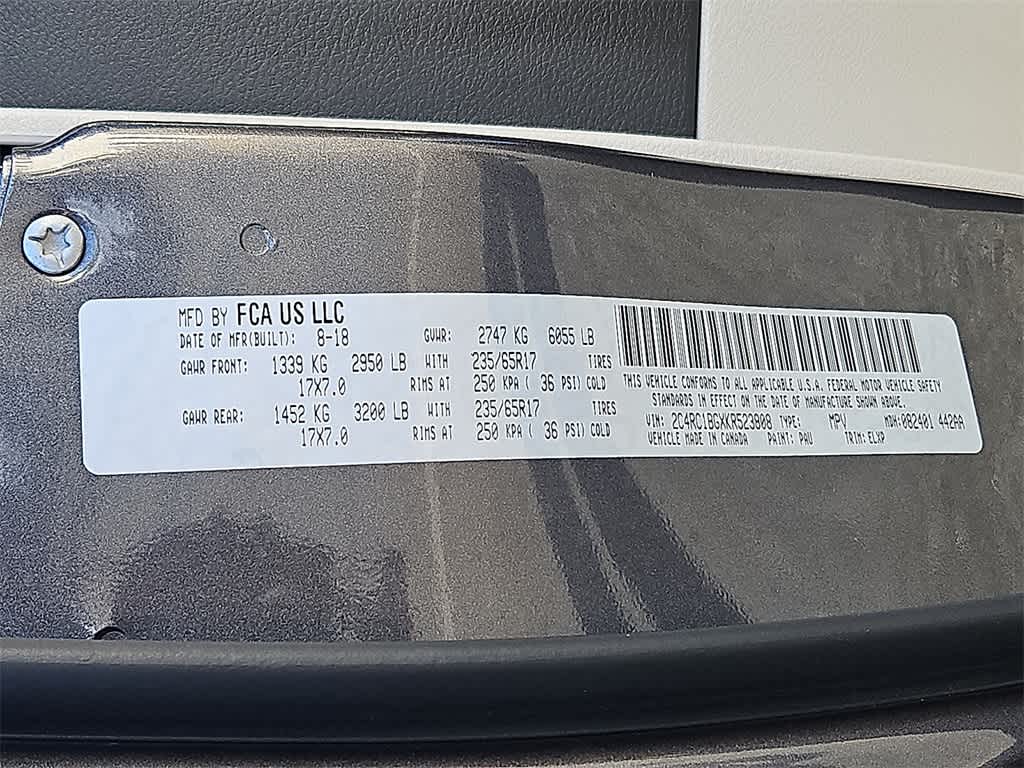 MFD BY FCA US LLC
DATE OF MFR(BUILT): 8-18 GVWR: 2747 KG 6055 LB
GAWR FRONT: 1339 KG 2950 LB WITH 235/65R17 TIRES
17X7.0 RIMS AT 250 KPA ( 36 PSI) COLD
GAWR REAR: 1452 KG 3200 LB WITH 235/65R17 TIRES
17X7.0 RIMS AT 250 KPA ( 36 PSI) COLD
THIS VEHICLE CONFORMS TO ALL APPLICABLE U.S.A. FEDERAL MOTOR VEHICLE SAFETY
STANDARDS IN EFFECT ON THE DATE OF MANUFACTURE SHOWN ABOVE.
VIN: 2C4RC1BGXKR523808 TYPE: MPV MDH: 082401 442AA
VEHICLE MADE IN CANADA PAINT: PAU TRIM: ELXP